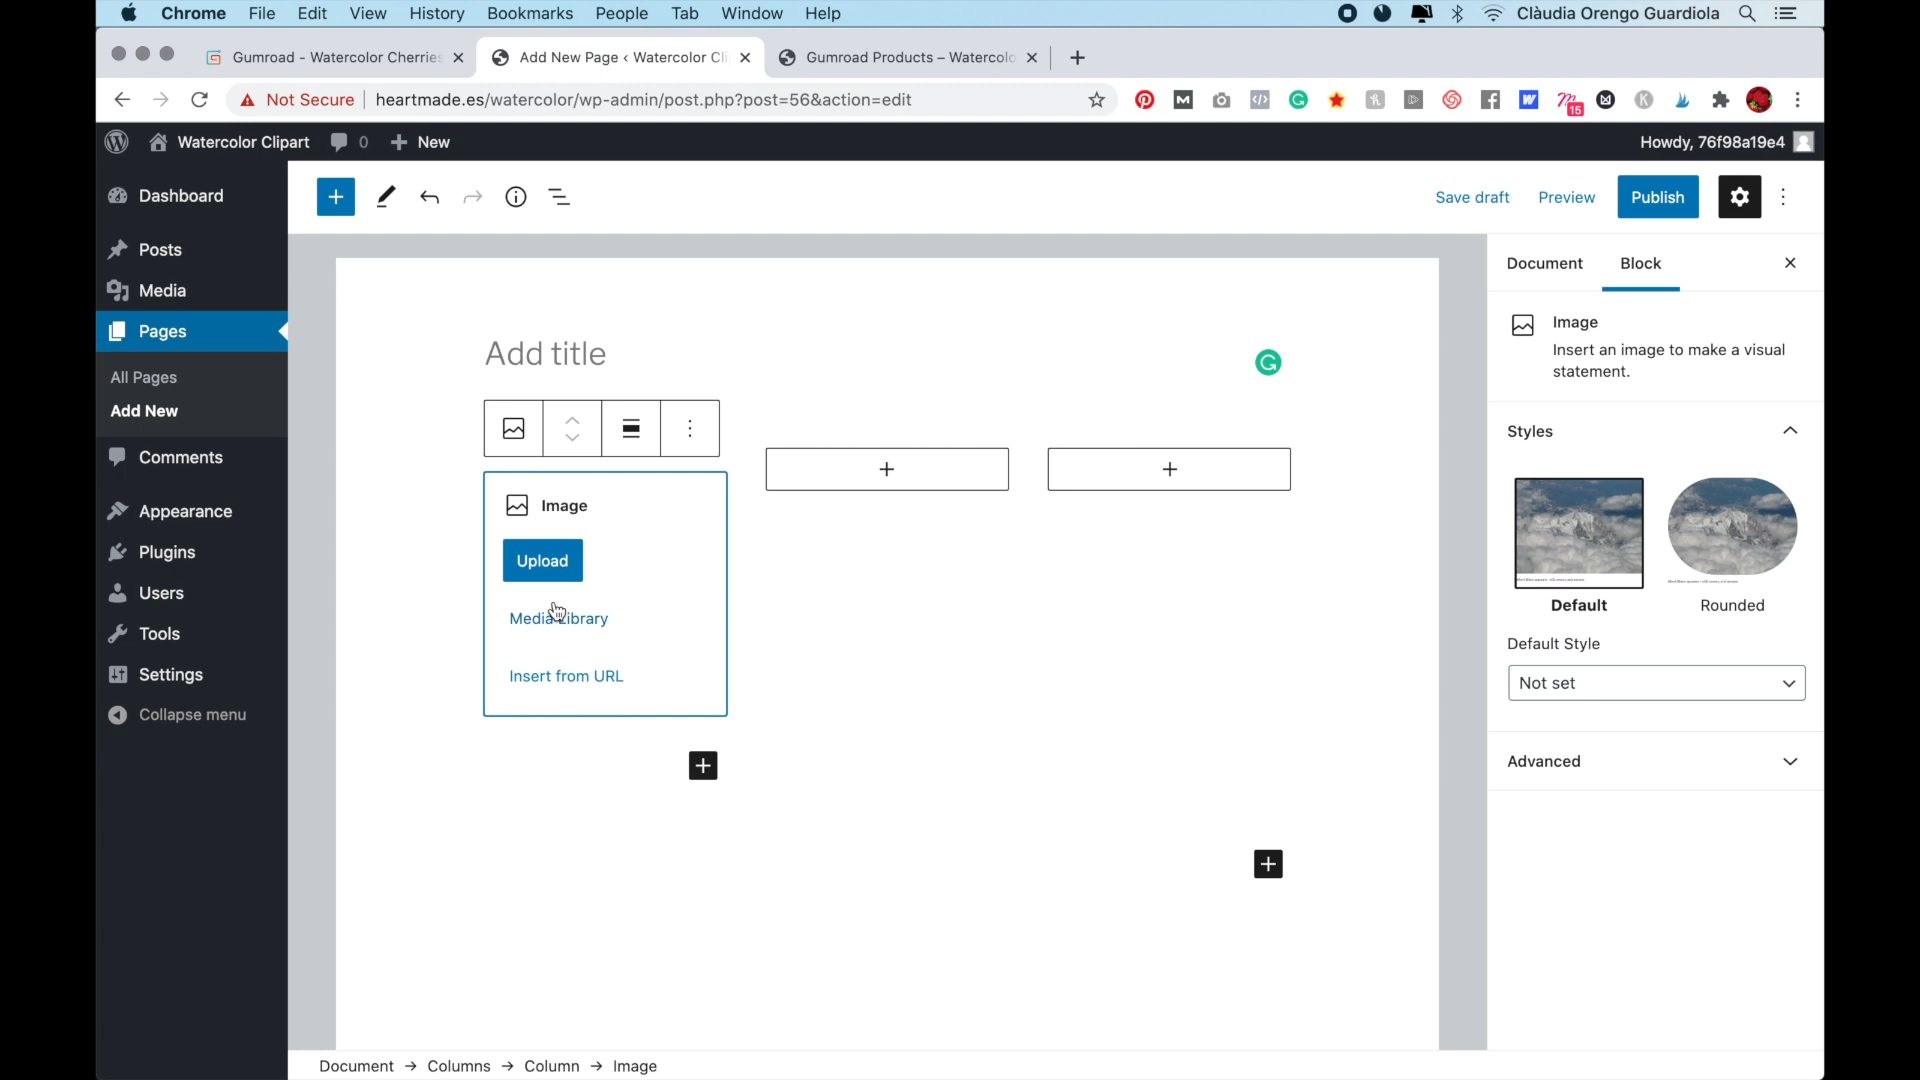 Chrome File Edit View History Bookmarks People Tab Window Help Clàudia Orengo Guardiola
Gumroad - Watercolor Cherries Add New Page ‹ Watercolor Cli Gumroad Products – Watercolo
Not Secure heartmade.es/watercolor/wp-admin/post.php?post=56&action=edit 15
Watercolor Clipart 0 New Howdy, 76f98a19e4
Dashboard
Posts
Media
Pages
All Pages
Add New
Comments
Appearance
Plugins
Users
Tools
Settings
Collapse menu
Save draft Preview Publish
Add title
Image
Upload
Media Library
Insert from URL
Document Block
Image
Insert an image to make a visual
statement.
Styles
Default Rounded
Default Style
Not set
Advanced
Document → Columns → Column → Image